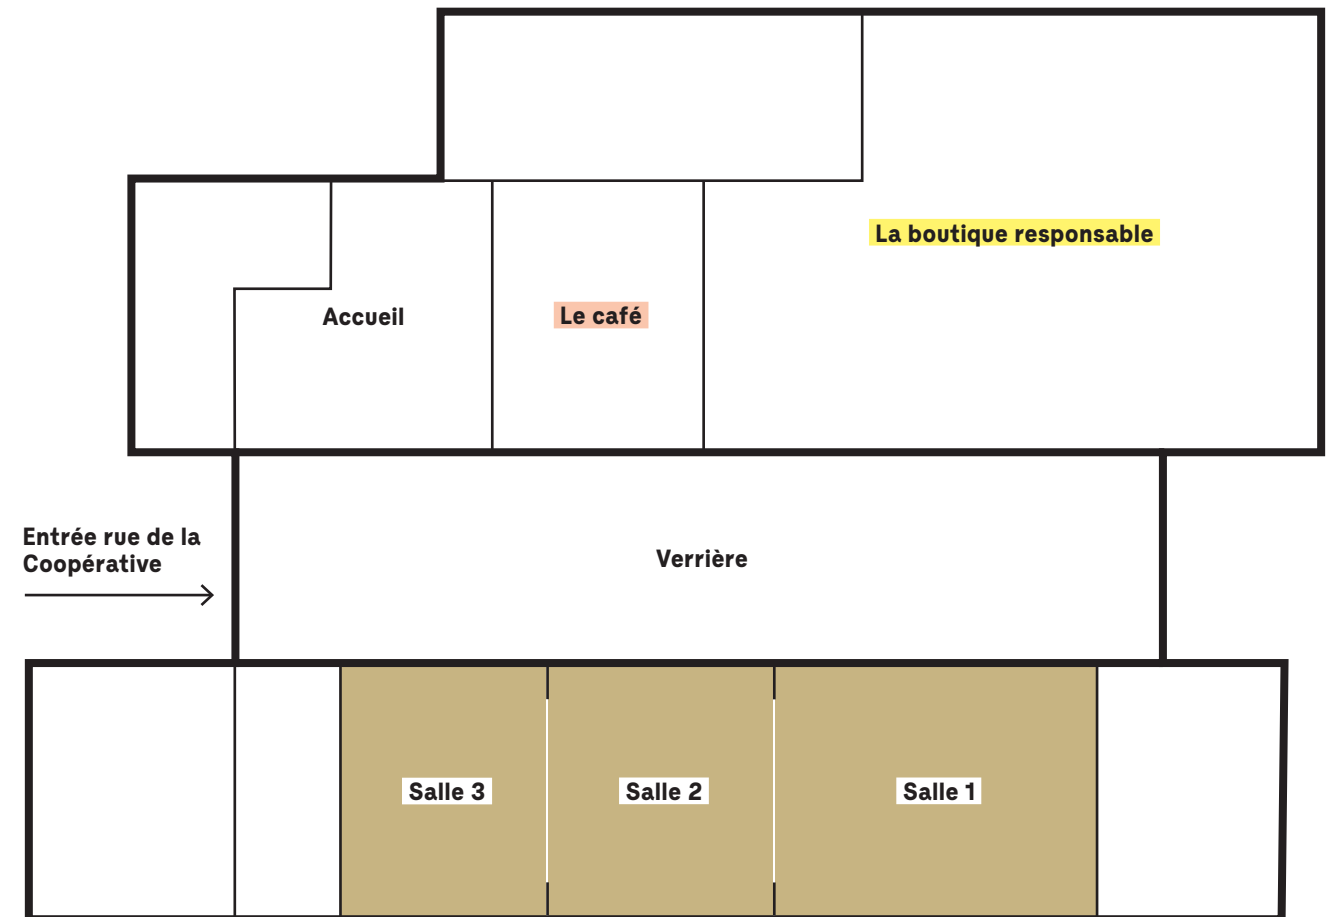 La boutique responsable
Accueil
Le café
Entrée rue de la
Coopérative
Verrière
Salle 3
Salle 2
Salle 1